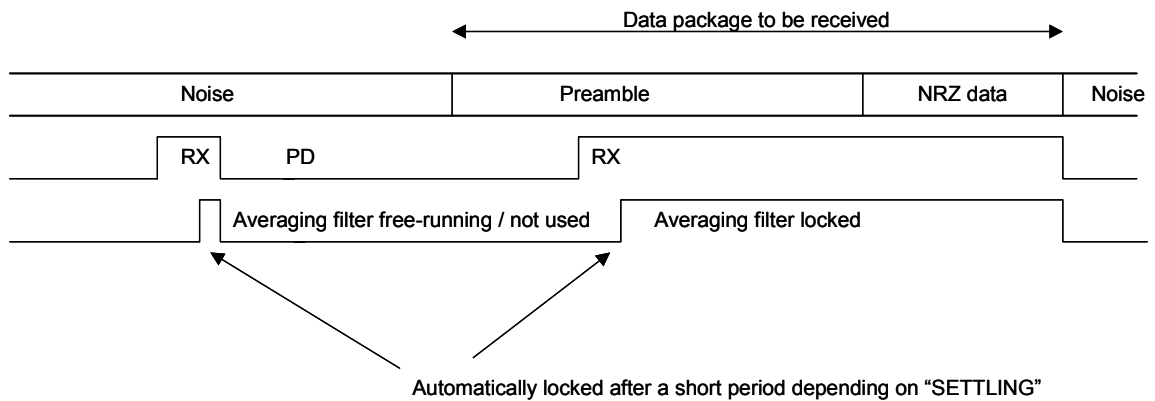 Data package to be received
Noise Preamble NRZ data Noise
RX PD RX
Averaging filter free-running / not used Averaging filter locked
Automatically locked after a short period depending on “SETTLING”